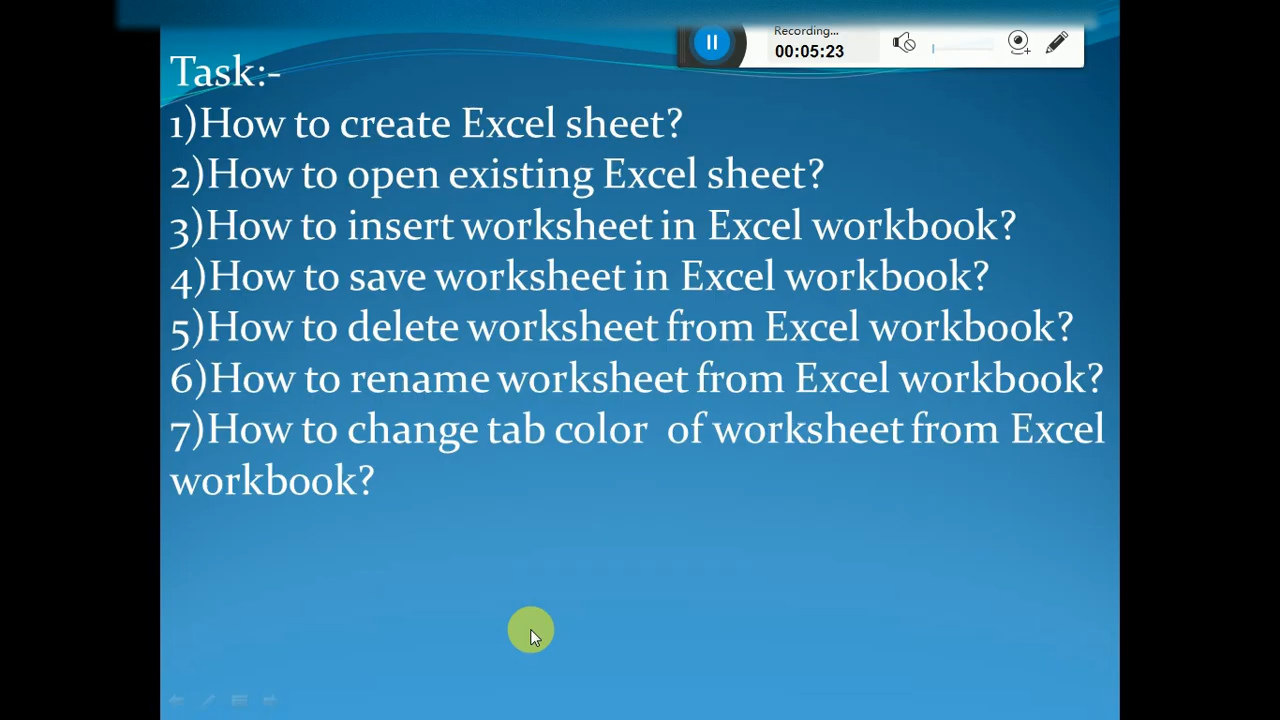 Recording...
00:05:23
Task:-
1)How to create Excel sheet?
2)How to open existing Excel sheet?
3)How to insert worksheet in Excel workbook?
4)How to save worksheet in Excel workbook?
5)How to delete worksheet from Excel workbook?
6)How to rename worksheet from Excel workbook?
7)How to change tab color  of worksheet from Excel
workbook?